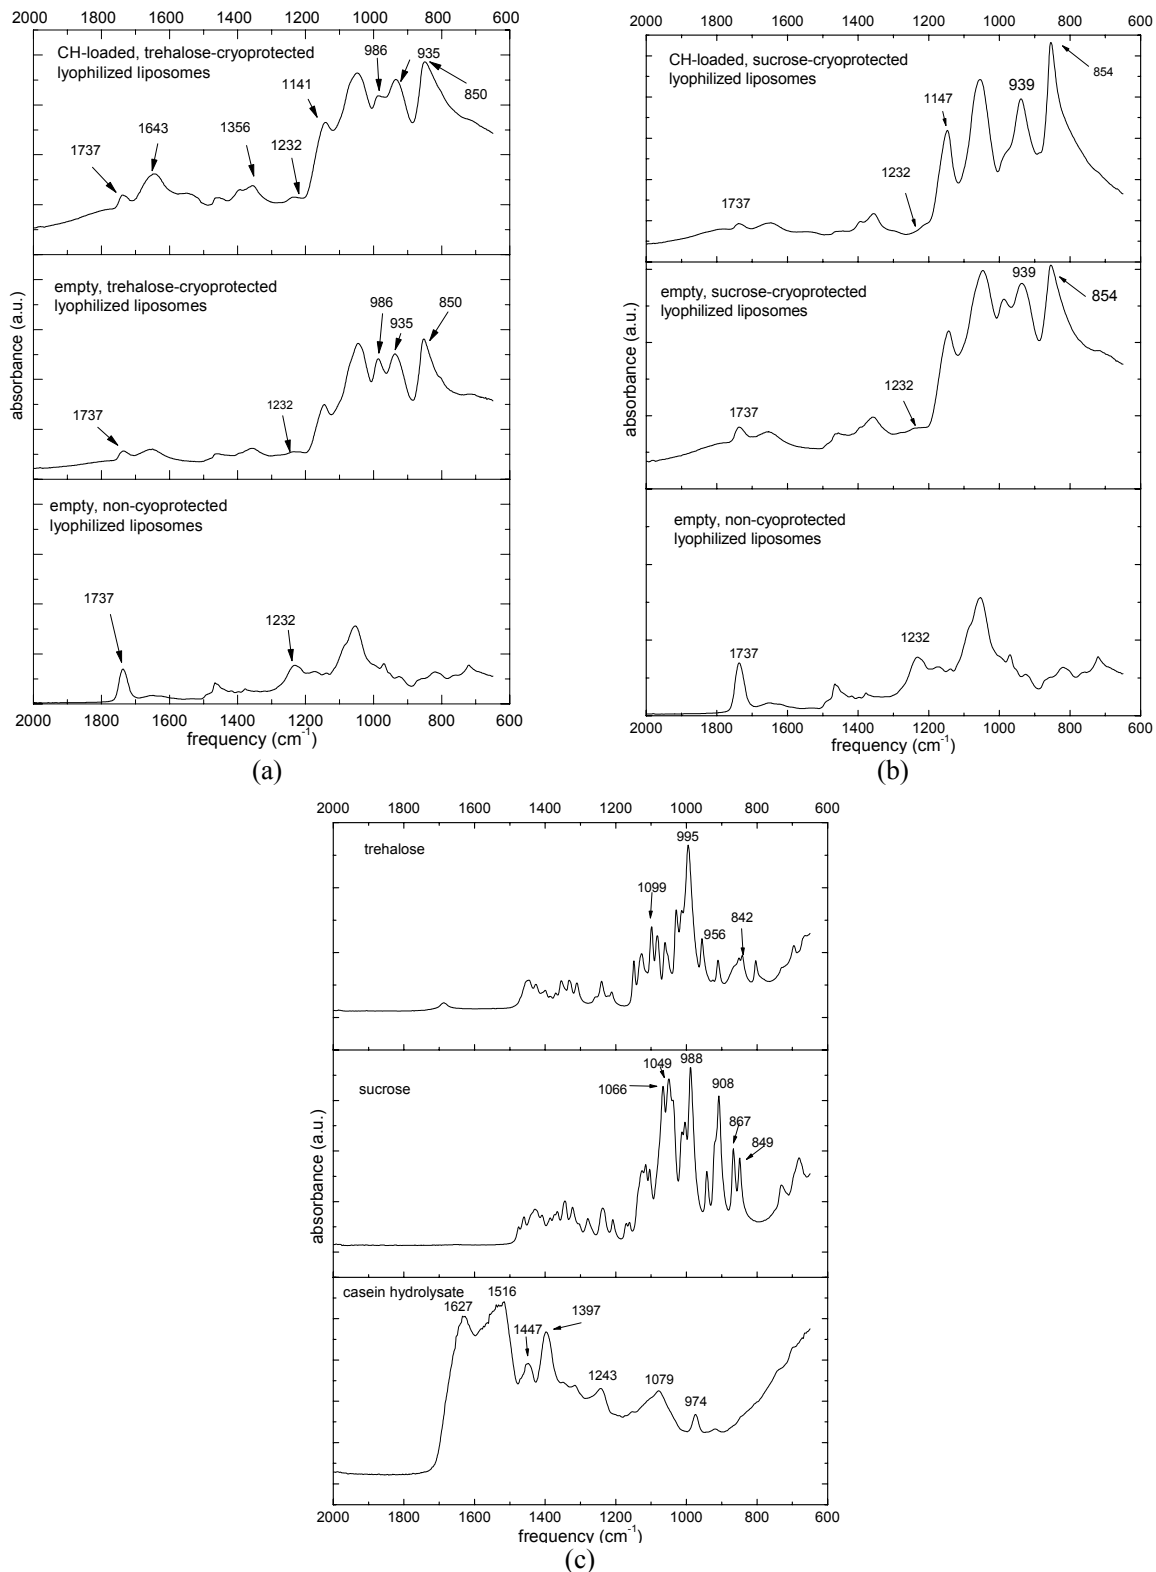 2000 1800 1600 1400 1200 1000 800 600
CH-loaded, trehalose-cryoprotected
lyophilized liposomes
986
935
1141
850
1643
1356
1232
1737
empty, trehalose-cryoprotected
lyophilized liposomes
986
935
850
1737
1232
empty, non-cyoprotected
lyophilized liposomes
1737
1232
absorbance (a.u.)
2000 1800 1600 1400 1200 1000 800 600
frequency (cm-1)
(a)
2000 1800 1600 1400 1200 1000 800 600
CH-loaded, sucrose-cryoprotected
lyophilized liposomes
854
939
1147
1232
1737
empty, sucrose-cryoprotected
lyophilized liposomes
939
854
1232
1737
empty, non-cyoprotected
lyophilized liposomes
1232
1737
absorbance (a.u.)
2000 1800 1600 1400 1200 1000 800 600
frequency (cm-1)
(b)
2000 1800 1600 1400 1200 1000 800 600
trehalose
995
1099
956
842
sucrose
1049
988
1066
908
867
849
casein hydrolysate
1627
1516
1447
1397
1243
1079
974
absorbance (a.u.)
2000 1800 1600 1400 1200 1000 800 600
frequency (cm-1)
(c)